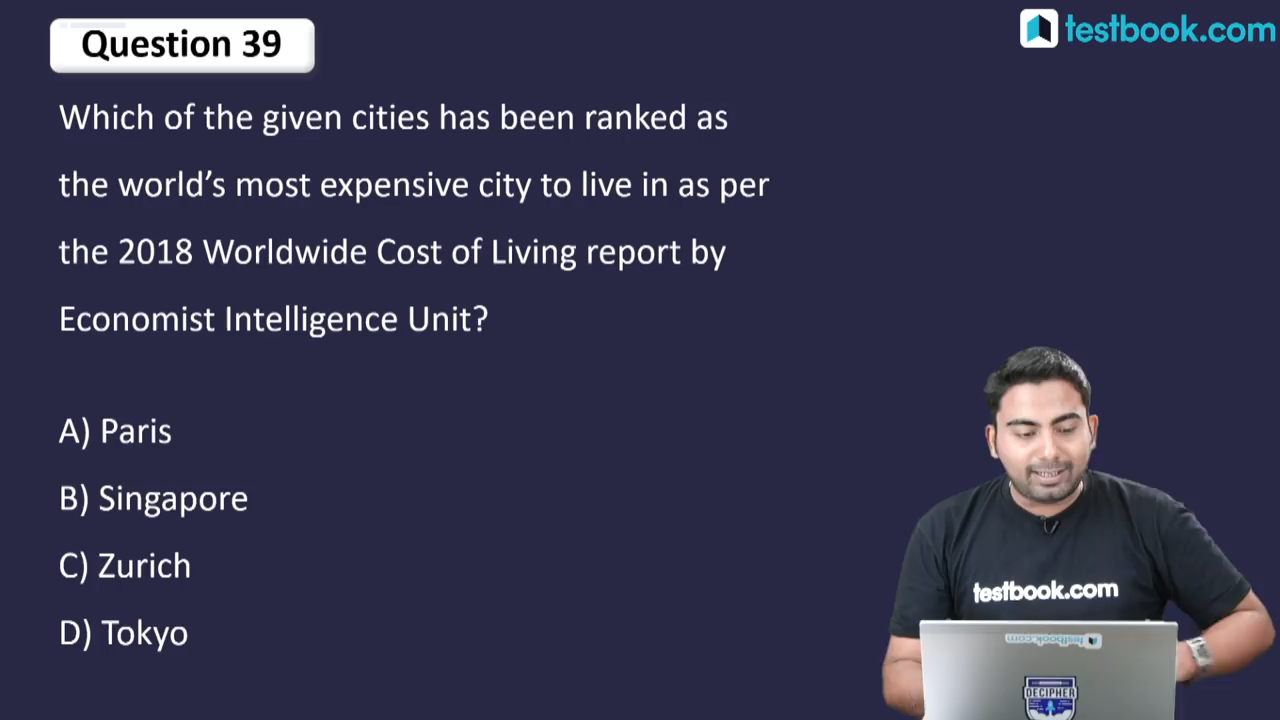 Question 39
testbook.com
Which of the given cities has been ranked as
the world's most expensive city to live in as per
the 2018 Worldwide Cost of Living report by
Economist Intelligence Unit?
A) Paris
B) Singapore
C) Zurich
D) Tokyo
testbook.com
testbook.com
DECIPHER